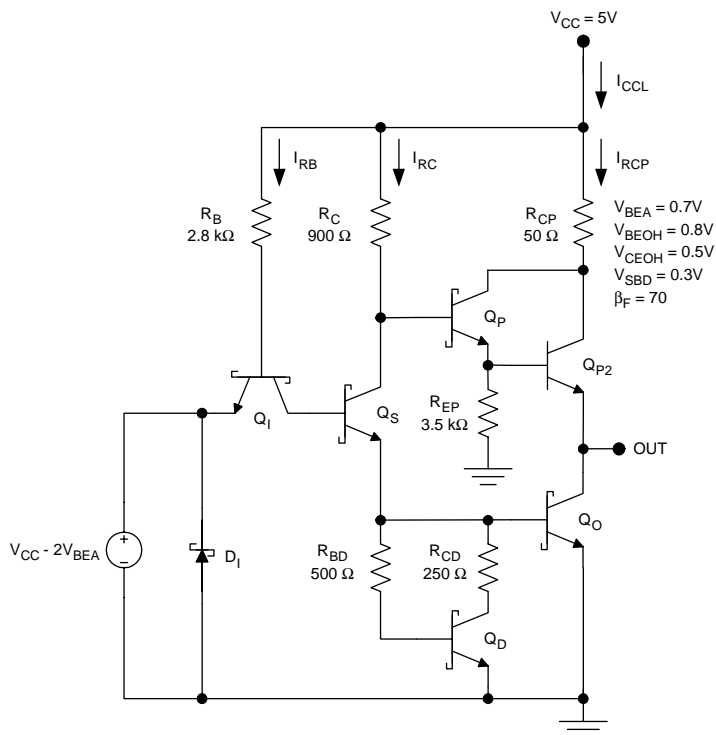 V_CC = 5V
I_CCL
I_RB
I_RC
I_RCP
R_B
2.8 kΩ
R_C
900 Ω
R_CP
50 Ω
V_BEA = 0.7V
V_BEOH = 0.8V
V_CEOH = 0.5V
V_SBD = 0.3V
β_F = 70
Q_P
Q_P2
Q_I
Q_S
R_EP
3.5 kΩ
OUT
V_CC - 2V_BEA
+
−
D_I
R_BD
500 Ω
R_CD
250 Ω
Q_O
Q_D